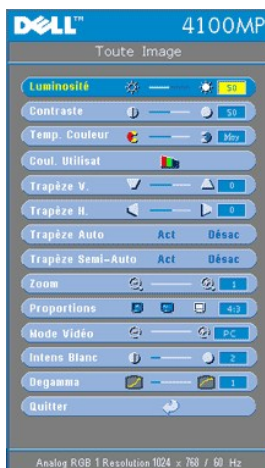 DELL™ 4100MP
Toute Image
Luminosité 50
Contraste 50
Temp. Couleur Moy
Coul. Utilisat
Trapèze V. 0
Trapèze H. 0
Trapèze Auto Act Désac
Trapèze Semi-Auto Act Désac
Zoom 1
Proportions 4:3
Mode Vidéo PC
Intens Blanc 2
Degamma 1
Quitter
Analog RGB 1 Resolution 1024 x 768 / 60 Hz